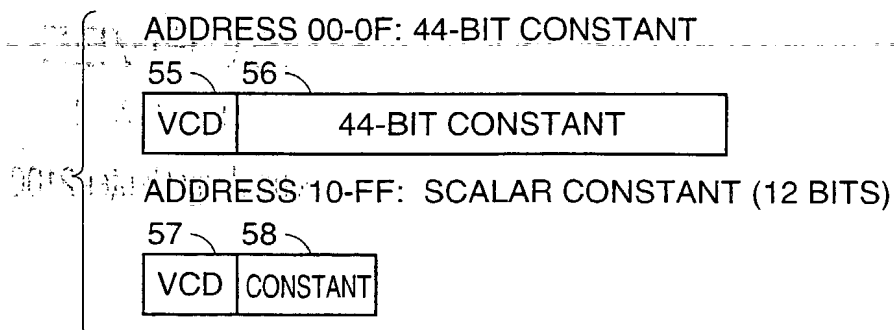 ADDRESS 00-0F: 44-BIT CONSTANT
55 56
VCD 44-BIT CONSTANT
ADDRESS 10-FF: SCALAR CONSTANT (12 BITS)
57 58
VCD CONSTANT